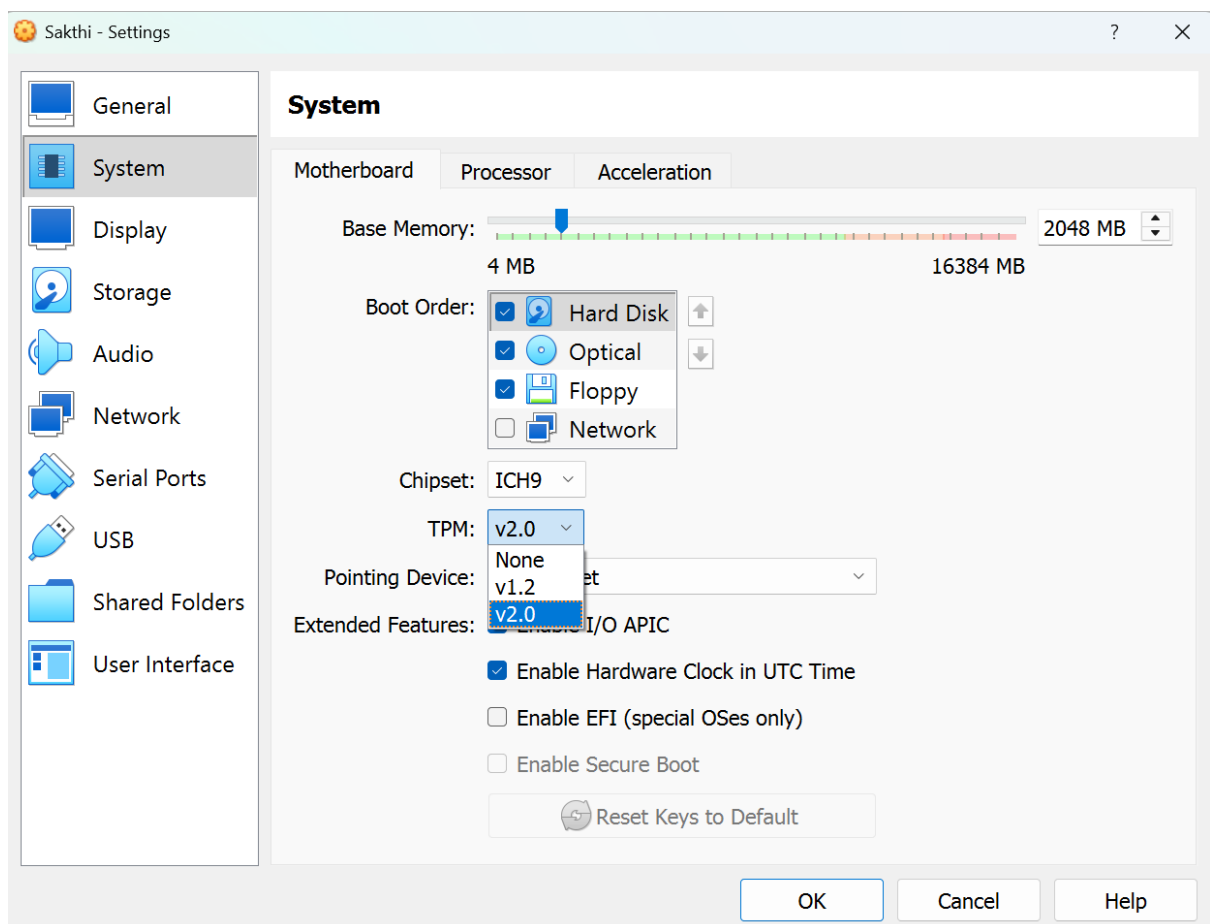 Sakthi - Settings
?
General
System
Display
Storage
Audio
Network
Serial Ports
USB
Shared Folders
User Interface
System
Motherboard
Processor
Acceleration
Base Memory:
2048 MB
4 MB
16384 MB
Boot Order:
Hard Disk
Optical
Floppy
Network
Chipset:
ICH9
TPM:
v2.0
None
v1.2
v2.0
Pointing Device:
Extended Features:
I/O APIC
Enable Hardware Clock in UTC Time
Enable EFI (special OSes only)
Enable Secure Boot
Reset Keys to Default
OK
Cancel
Help